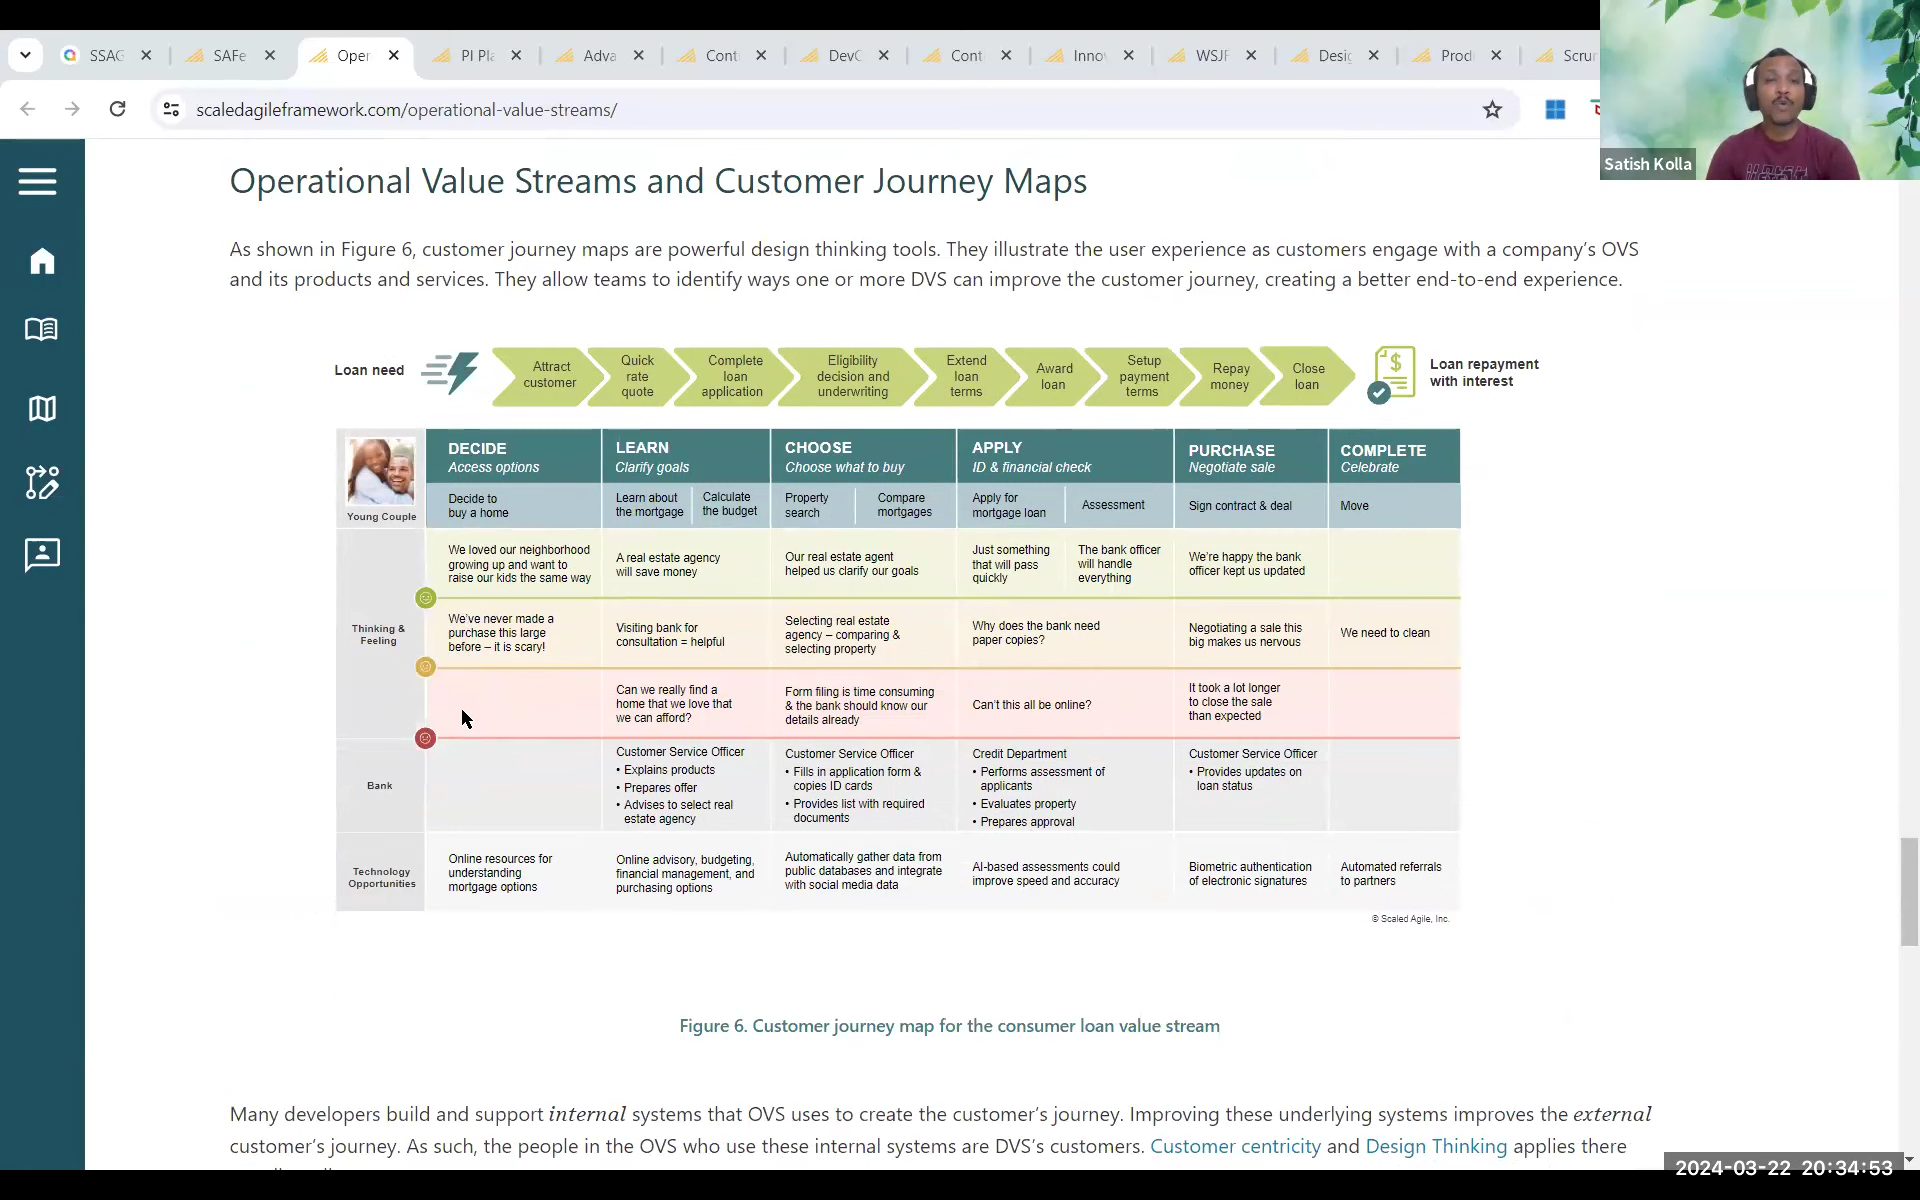 SSAG
SAFe
Oper
PI Pla
Adva
Conti
DevO
Conti
Innov
WSJF
Desig
Prod
Scrum
scaledagileframework.com/operational-value-streams/
Satish Kolla
Operational Value Streams and Customer Journey Maps
As shown in Figure 6, customer journey maps are powerful design thinking tools. They illustrate the user experience as customers engage with a company's OVS
and its products and services. They allow teams to identify ways one or more DVS can improve the customer journey, creating a better end-to-end experience.
Loan need
Attract
customer
Quick
rate
quote
Complete
loan
application
Eligibility
decision and
underwriting
Extend
loan
terms
Award
loan
Setup
payment
terms
Repay
money
Close
loan
Loan repayment
with interest
Young Couple
DECIDE
Access options
LEARN
Clarify goals
CHOOSE
Choose what to buy
APPLY
ID & financial check
PURCHASE
Negotiate sale
COMPLETE
Celebrate
Decide to
buy a home
Learn about
the mortgage
Calculate
the budget
Property
search
Compare
mortgages
Apply for
mortgage loan
Assessment
Sign contract & deal
Move
Thinking &
Feeling
We loved our neighborhood
growing up and want to
raise our kids the same way
A real estate agency
will save money
Our real estate agent
helped us clarify our goals
Just something
that will pass
quickly
The bank officer
will handle
everything
We're happy the bank
officer kept us updated
We've never made a
purchase this large
before – it is scary!
Visiting bank for
consultation = helpful
Selecting real estate
agency – comparing &
selecting property
Why does the bank need
paper copies?
Negotiating a sale this
big makes us nervous
We need to clean
Can we really find a
home that we love that
we can afford?
Form filing is time consuming
& the bank should know our
details already
Can't this all be online?
It took a lot longer
to close the sale
than expected
Bank
Customer Service Officer
• Explains products
• Prepares offer
• Advises to select real
estate agency
Customer Service Officer
• Fills in application form &
copies ID cards
• Provides list with required
documents
Credit Department
• Performs assessment of
applicants
• Evaluates property
• Prepares approval
Customer Service Officer
• Provides updates on
loan status
Technology
Opportunities
Online resources for
understanding
mortgage options
Online advisory, budgeting,
financial management, and
purchasing options
Automatically gather data from
public databases and integrate
with social media data
AI-based assessments could
improve speed and accuracy
Biometric authentication
of electronic signatures
Automated referrals
to partners
© Scaled Agile, Inc.
Figure 6. Customer journey map for the consumer loan value stream
Many developers build and support internal systems that OVS uses to create the customer's journey. Improving these underlying systems improves the external
customer's journey. As such, the people in the OVS who use these internal systems are DVS's customers. Customer centricity and Design Thinking applies there
2024-03-22 20:34:53